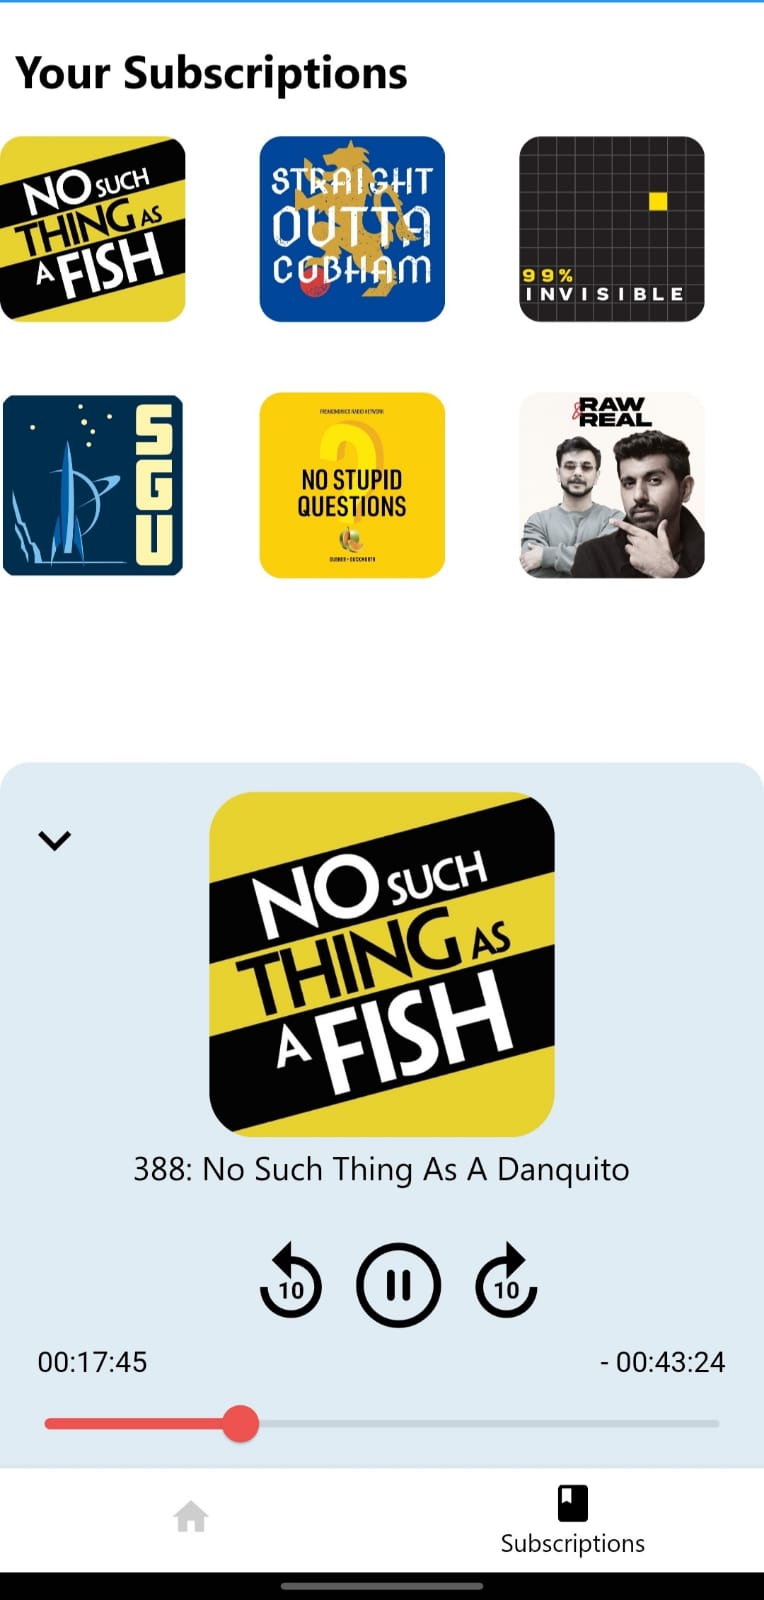 Your Subscriptions
NO SUCH
THING AS
A FISH
STRAIGHT
OUTTA
COBHAM
99%
INVISIBLE
SGU
FREAKONOMICS RADIO NETWORK
NO STUPID
QUESTIONS
DUBNER + DUCKWORTH
RAW
&REAL
NO SUCH
THING AS
A FISH
388: No Such Thing As A Danquito
10
10
00:17:45
- 00:43:24
Subscriptions